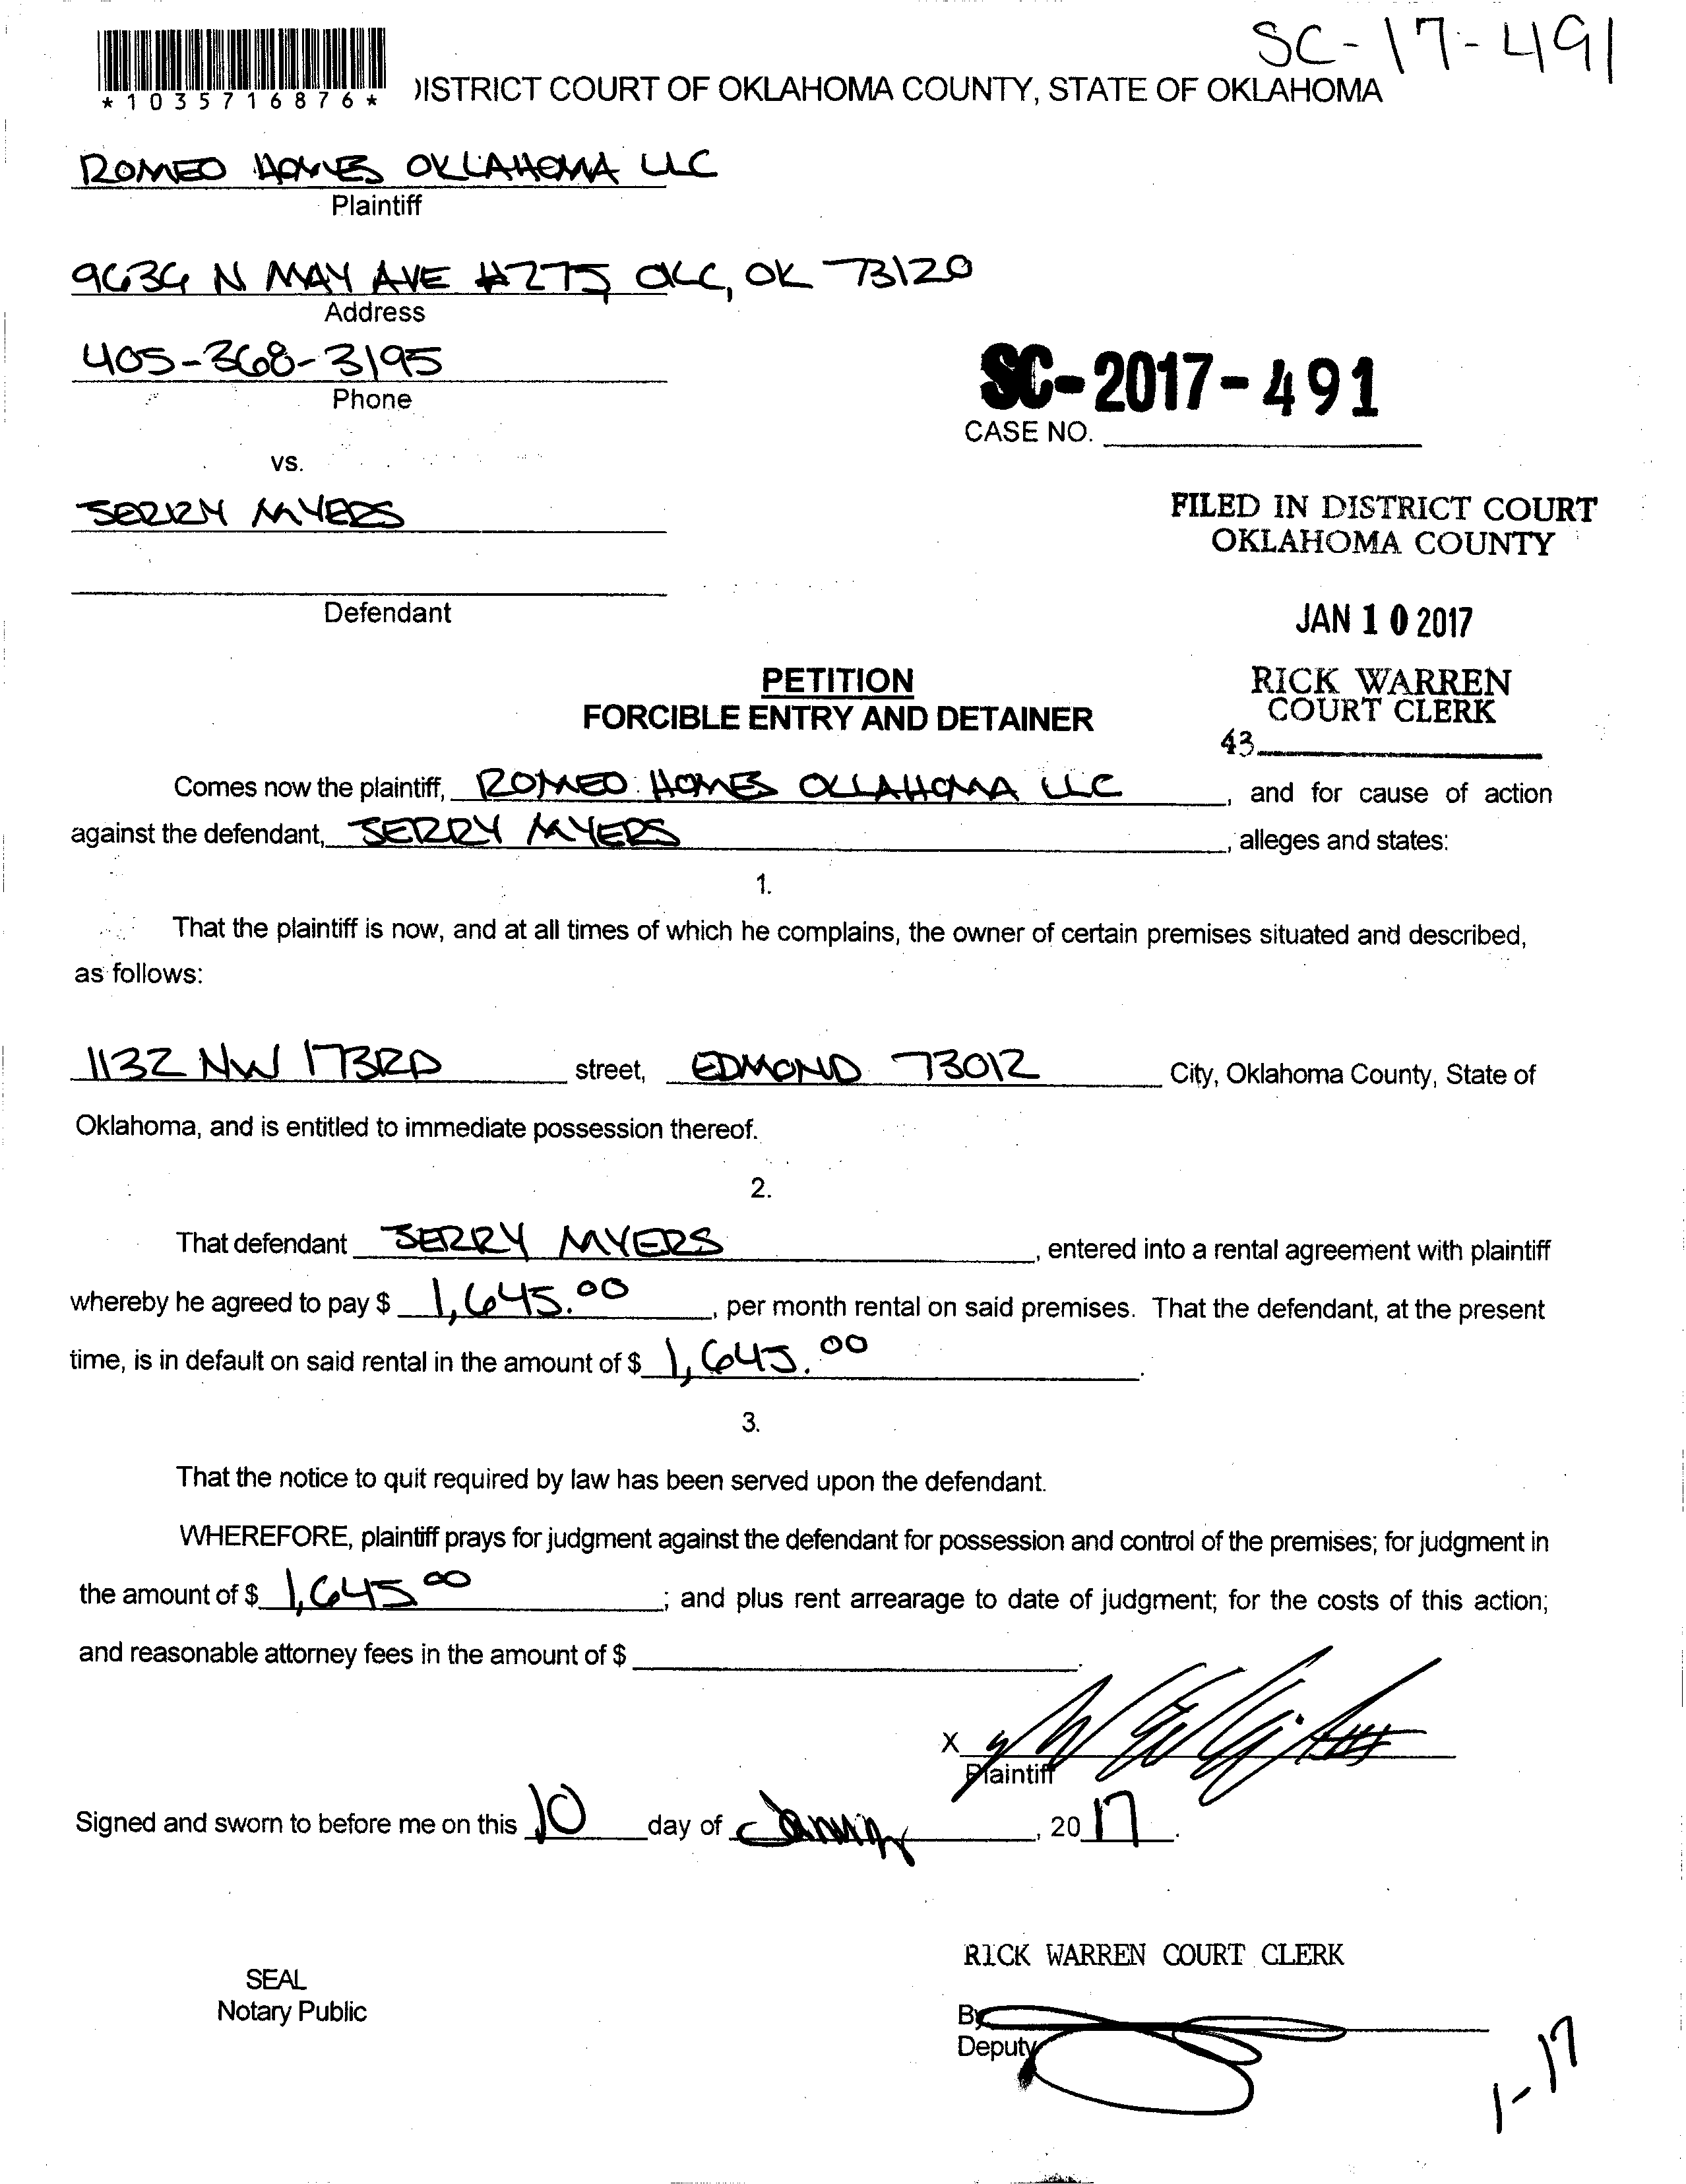 SC-17-491
*1035716876*
DISTRICT COURT OF OKLAHOMA COUNTY, STATE OF OKLAHOMA
ROMEO HOMES OKLAHOMA LLC
Plaintiff
9636 N MAY AVE #275 OKC, OK 73120
Address
405-368-3195
Phone
SC-2017-491
CASE NO.
vs.
JERRY MYERS
Defendant
FILED IN DISTRICT COURT
OKLAHOMA COUNTY
JAN 10 2017
RICK WARREN
COURT CLERK
43
PETITION
FORCIBLE ENTRY AND DETAINER
Comes now the plaintiff, ROMEO HOMES OKLAHOMA LLC, and for cause of action
against the defendant, JERRY MYERS, alleges and states:
1.
That the plaintiff is now, and at all times of which he complains, the owner of certain premises situated and described,
as follows:
1132 NW 173RD street, EDMOND 73012 City, Oklahoma County, State of
Oklahoma, and is entitled to immediate possession thereof.
2.
That defendant JERRY MYERS, entered into a rental agreement with plaintiff
whereby he agreed to pay $ 1,645.00, per month rental on said premises. That the defendant, at the present
time, is in default on said rental in the amount of $ 1,645.00.
3.
That the notice to quit required by law has been served upon the defendant.
WHEREFORE, plaintiff prays for judgment against the defendant for possession and control of the premises; for judgment in
the amount of $ 1,645 00; and plus rent arrearage to date of judgment; for the costs of this action;
and reasonable attorney fees in the amount of $ .
X
Plaintiff
Signed and sworn to before me on this 10 day of January, 2017.
RICK WARREN COURT CLERK
SEAL
Notary Public
By
Deputy
1-17